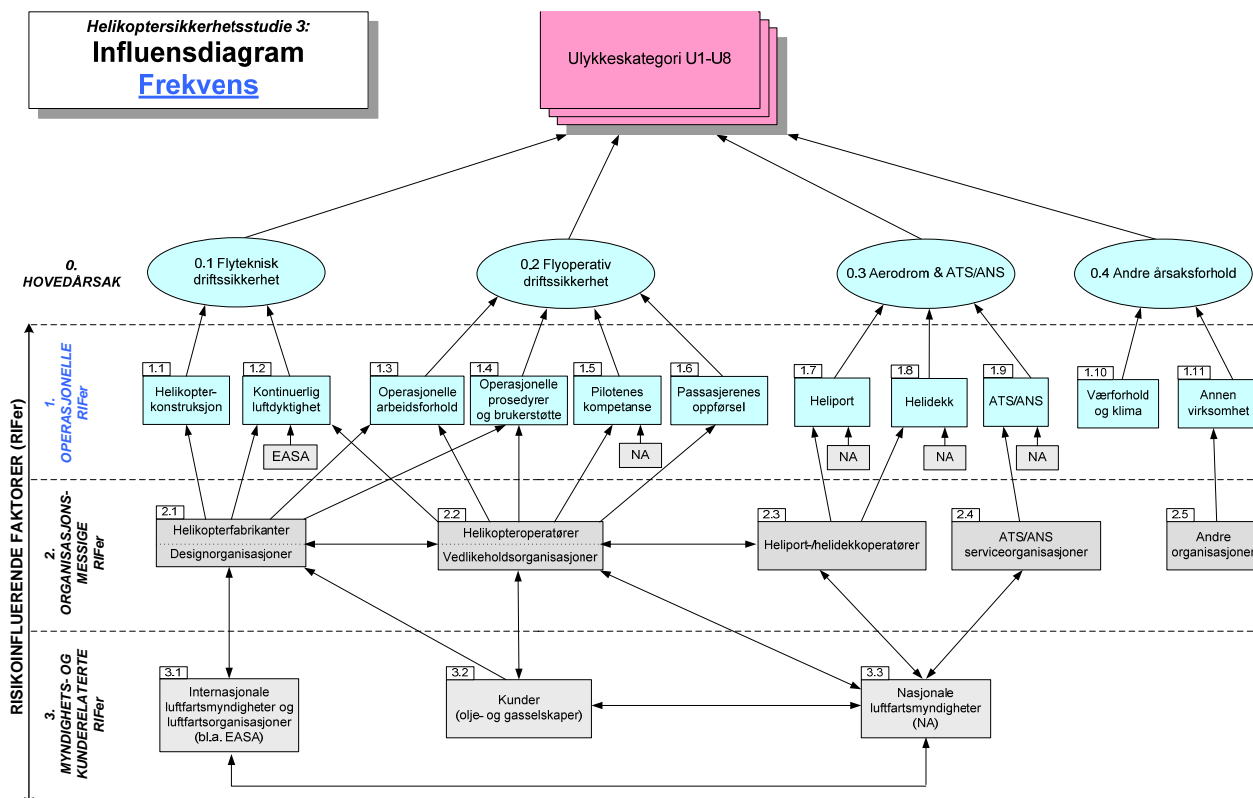 Helikoptersikkerhetsstudie 3:
Influensdiagram
Frekvens
Ulykkeskategori U1-U8
0.
HOVEDÅRSAK
0.1 Flyteknisk
driftssikkerhet
0.2 Flyoperativ
driftssikkerhet
0.3 Aerodrom & ATS/ANS
0.4 Andre årsaksforhold
RISIKOINFLUERENDE FAKTORER (RIFer)
1.
OPERASJONELLE
RIFer
1.1
Helikopter-
konstruksjon
1.2
Kontinuerlig
luftdyktighet
1.3
Operasjonelle
arbeidsforhold
1.4
Operasjonelle
prosedyrer
og brukerstøtte
1.5
Pilotenes
kompetanse
1.6
Passasjerenes
oppførsel
1.7
Heliport
1.8
Helidekk
1.9
ATS/ANS
1.10
Værforhold
og klima
1.11
Annen
virksomhet
EASA
NA
NA
NA
NA
2.
ORGANISASJONS-
MESSIGE
RIFer
2.1
Helikopterfabrikanter
Designorganisasjoner
2.2
Helikopteroperatører
Vedlikeholdsorganisasjoner
2.3
Heliport-/helidekkoperatører
2.4
ATS/ANS
serviceorganisasjoner
2.5
Andre
organisasjoner
3.
MYNDIGHETS- OG
KUNDERELATERTE
RIFer
3.1
Internasjonale
luftfartsmyndigheter og
luftfartsorganisasjoner
(bl.a. EASA)
3.2
Kunder
(olje- og gasselskaper)
3.3
Nasjonale
luftfartsmyndigheter
(NA)